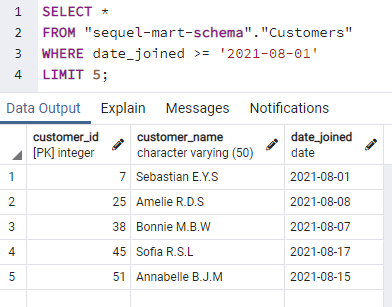 1 SELECT *
2 FROM "sequel-mart-schema"."Customers"
3 WHERE date_joined >= '2021-08-01'
4 LIMIT 5;
Data Output Explain Messages Notifications
customer_id customer_name date_joined
[PK] integer character varying (50) date
1 7 Sebastian E.Y.S 2021-08-01
2 25 Amelie R.D.S 2021-08-08
3 38 Bonnie M.B.W 2021-08-07
4 45 Sofia R.S.L 2021-08-17
5 51 Annabelle B.J.M 2021-08-15